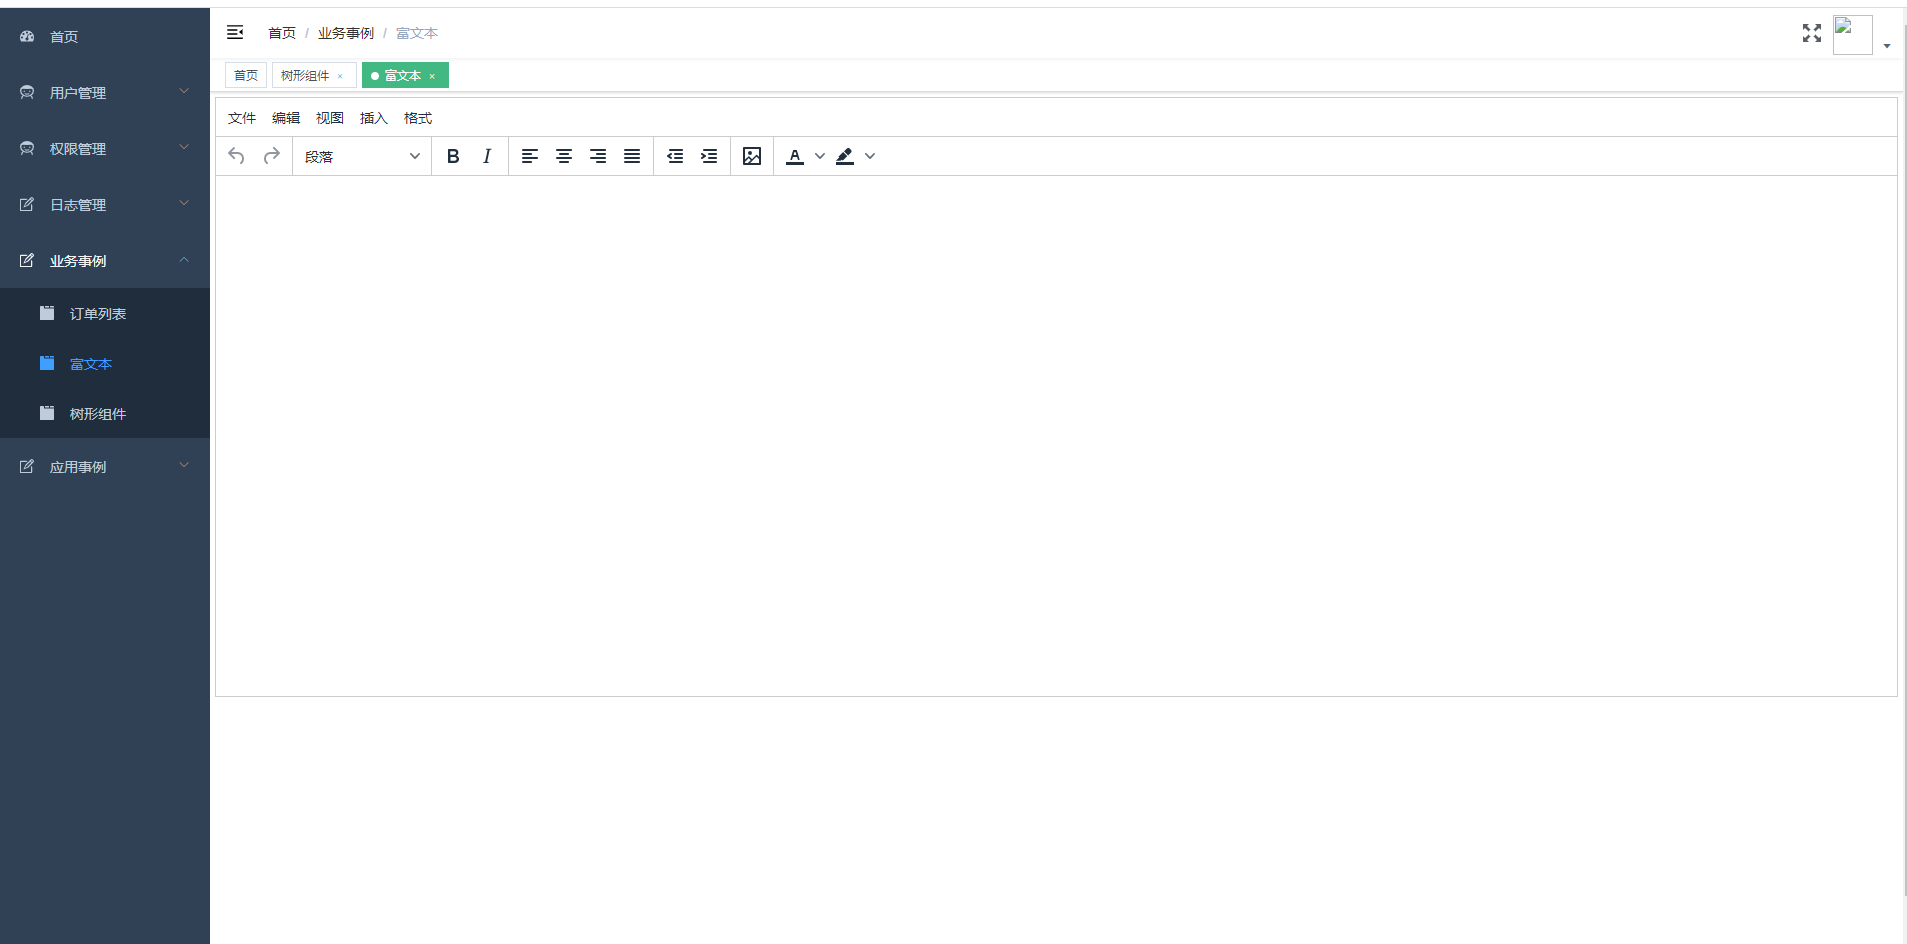 首页
用户管理
权限管理
日志管理
业务事例
订单列表
富文本
树形组件
应用事例
首页 / 业务事例 / 富文本
首页 树形组件 × 富文本 ×
文件 编辑 视图 插入 格式
段落 B I A